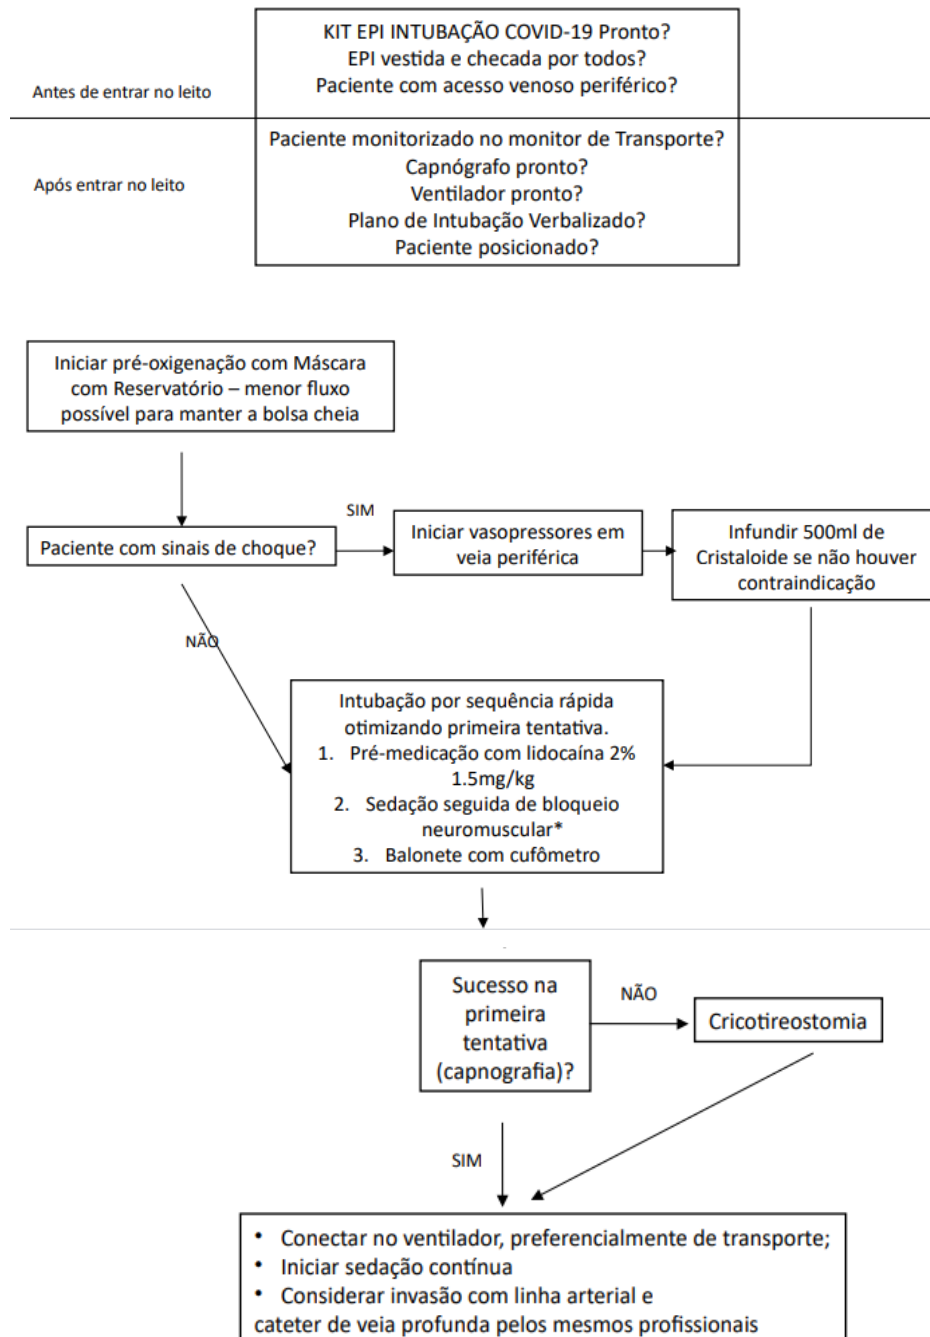 KIT EPI INTUBAÇÃO COVID-19 Pronto?
EPI vestida e checada por todos?
Paciente com acesso venoso periférico?
Antes de entrar no leito
Paciente monitorizado no monitor de Transporte?
Capnógrafo pronto?
Ventilador pronto?
Plano de Intubação Verbalizado?
Paciente posicionado?
Após entrar no leito
Iniciar pré-oxigenação com Máscara
com Reservatório – menor fluxo
possível para manter a bolsa cheia
Paciente com sinais de choque?
SIM
Iniciar vasopressores em
veia periférica
Infundir 500ml de
Cristaloide se não houver
contraindicação
NÃO
Intubação por sequência rápida
otimizando primeira tentativa.
1. Pré-medicação com lidocaína 2%
1.5mg/kg
2. Sedação seguida de bloqueio
neuromuscular*
3. Balonete com cufômetro
Sucesso na
primeira
tentativa
(capnografia)?
NÃO
Cricotireostomia
SIM
• Conectar no ventilador, preferencialmente de transporte;
• Iniciar sedação contínua
• Considerar invasão com linha arterial e
cateter de veia profunda pelos mesmos profissionais